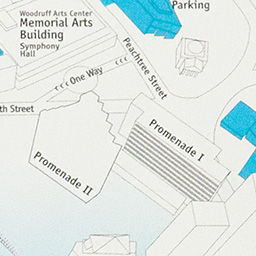 Woodruff Arts Center
Memorial Arts
Building
Symphony
Hall
Parking
Peachtree Street
One Way
th Street
Promenade I
Promenade II